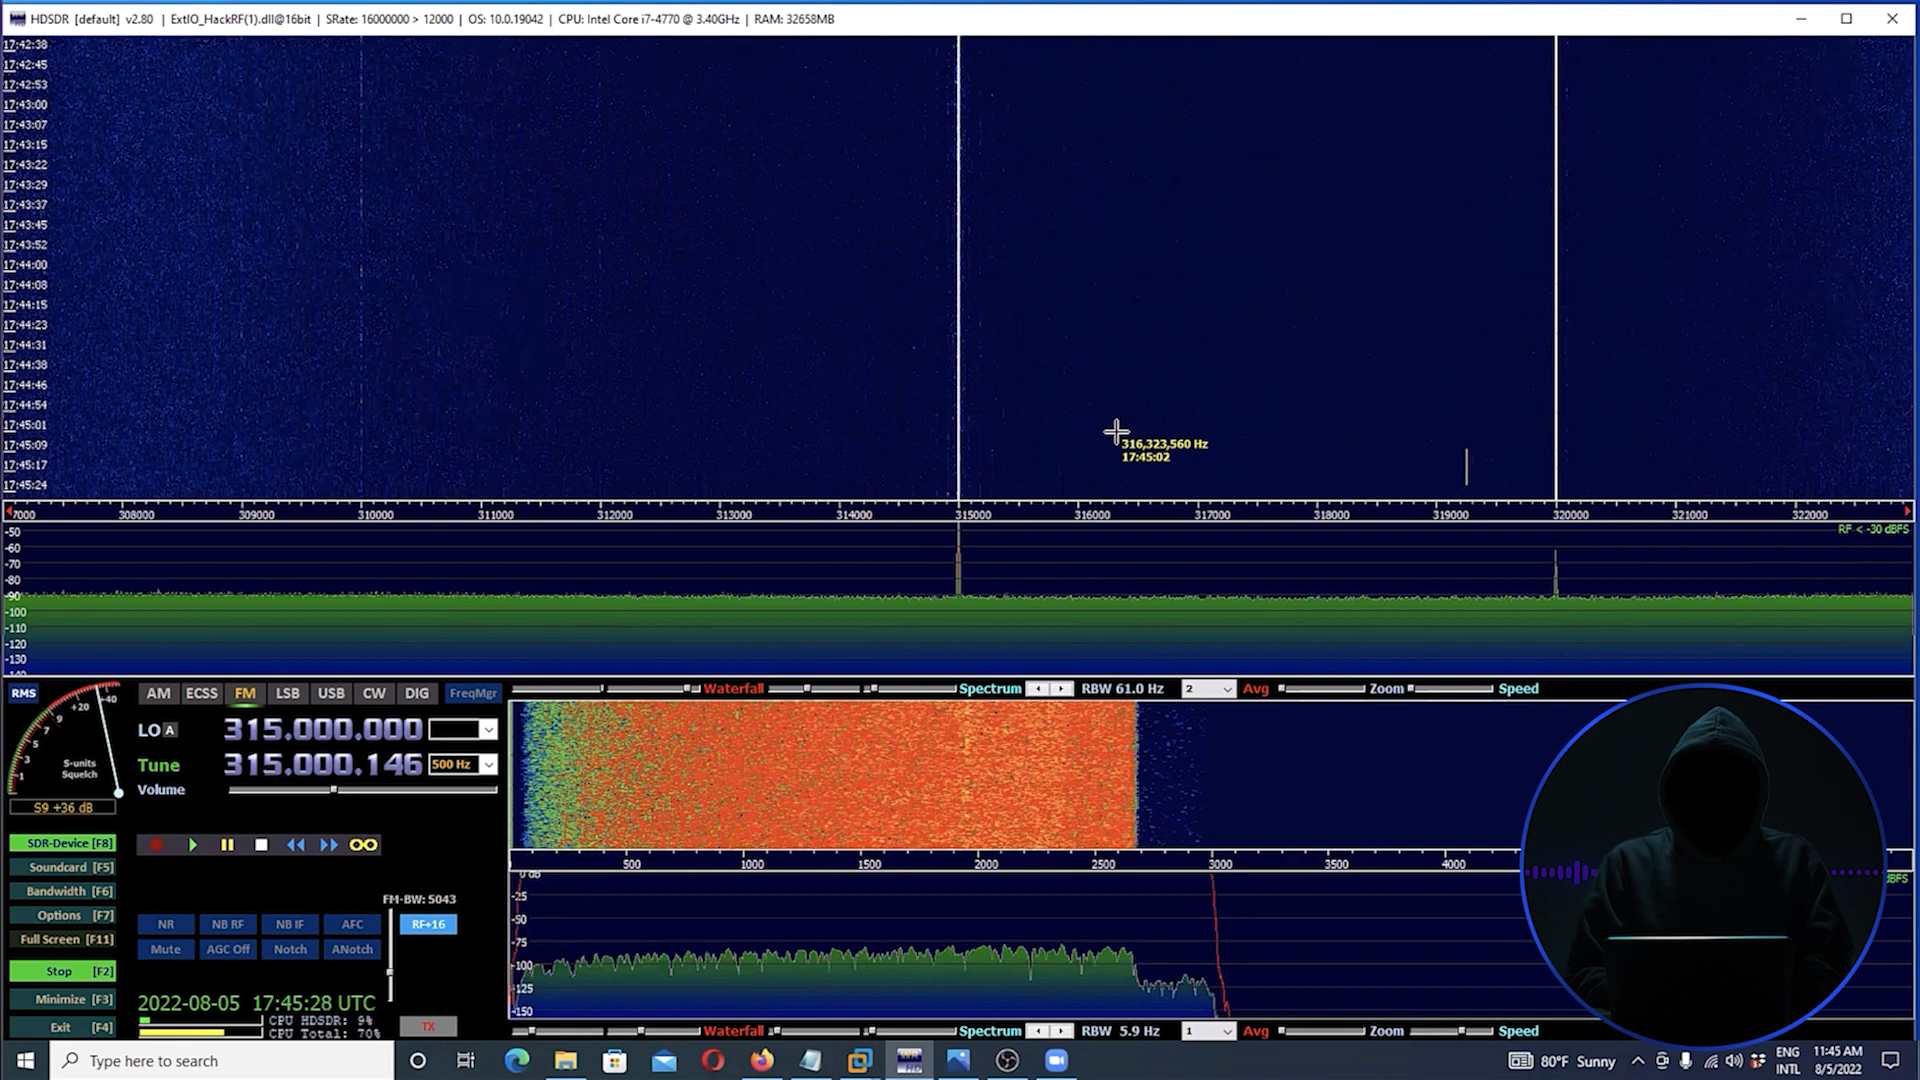 HDSDR [default] v2.80 | ExtIO_HackRF(1).dll@16bit | SRate: 16000000 > 12000 | OS: 10.0.19042 | CPU: Intel Core i7-4770 @ 3.40GHz | RAM: 32658MB
17:42:38
17:42:45
17:42:53
17:43:00
17:43:07
17:43:15
17:43:22
17:43:29
17:43:37
17:43:45
17:43:52
17:44:00
17:44:08
17:44:15
17:44:23
17:44:31
17:44:38
17:44:46
17:44:54
17:45:01
17:45:09
17:45:17
17:45:24
316,323,560 Hz
17:45:02
7000 308000 309000 310000 311000 312000 313000 314000 315000 316000 317000 318000 319000 320000 321000 322000
RF < -30 dBFS
-50
-60
-70
-80
-90
-100
-110
-120
-130
RMS
1 3 5 7 9 +20 +40
S-units
Squelch
S9 +36 dB
AM ECSS FM LSB USB CW DIG FreqMgr
LO A 315.000.000
Tune 315.000.146 500 Hz
Volume
SDR-Device [F8]
Soundcard [F5]
Bandwidth [F6]
Options [F7]
Full Screen [F11]
Stop [F2]
Minimize [F3]
Exit [F4]
FM-BW: 5043
NR NB RF NB IF AFC RF+16
Mute AGC Off Notch ANotch
2022-08-05 17:45:28 UTC
CPU HDSDR: 9%
CPU Total: 70%
TX
Waterfall Spectrum RBW 61.0 Hz 2 Avg Zoom Speed
500 1000 1500 2000 2500 3000 3500 4000
0 dB
-25
-50
-75
-100
-125
-150
Waterfall Spectrum RBW 5.9 Hz 1 Avg Zoom Speed
Type here to search
80°F Sunny
ENG
INTL
11:45 AM
8/5/2022